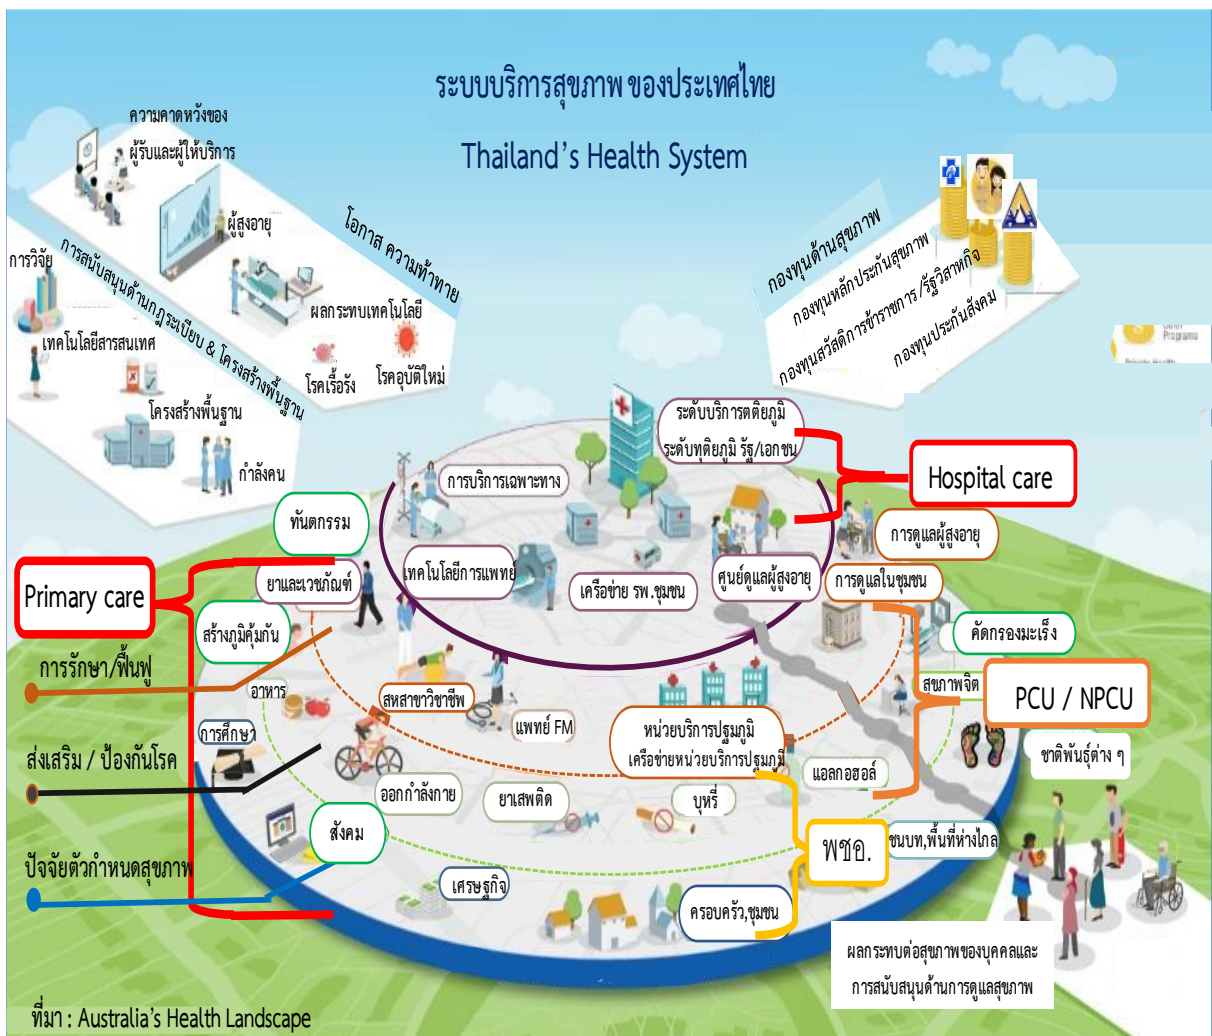 ระบบบริการสุขภาพ ของประเทศไทย
Thailand's Health System
ความคาดหวังของ
ผู้รับและผู้ให้บริการ
ผู้สูงอายุ
โอกาส ความท้าทาย
ผลกระทบเทคโนโลยี
โรคเรื้อรัง
โรคอุบัติใหม่
การสนับสนุนด้านกฎระเบียบ & โครงสร้างพื้นฐาน
การวิจัย
เทคโนโลยีสารสนเทศ
โครงสร้างพื้นฐาน
กำลังคน
กองทุนด้านสุขภาพ
กองทุนหลักประกันสุขภาพ
กองทุนสวัสดิการข้าราชการ /รัฐวิสาหกิจ
กองทุนประกันสังคม
Programs
ระดับบริการตติยภูมิ
ระดับทุติยภูมิ รัฐ/เอกชน
Hospital care
การบริการเฉพาะทาง
ทันตกรรม
การดูแลผู้สูงอายุ
เทคโนโลยีการแพทย์
เครือข่าย รพ.ชุมชน
ศูนย์ดูแลผู้สูงอายุ
การดูแลในชุมชน
Primary care
ยาและเวชภัณฑ์
สร้างภูมิคุ้มกัน
คัดกรองมะเร็ง
การรักษา/ฟื้นฟู
อาหาร
สหสาขาวิชาชีพ
แพทย์ FM
สุขภาพจิต
PCU / NPCU
การศึกษา
หน่วยบริการปฐมภูมิ
เครือข่ายหน่วยบริการปฐมภูมิ
ชาติพันธุ์ต่าง ๆ
ส่งเสริม / ป้องกันโรค
ออกกำลังกาย
ยาเสพติด
บุหรี่
แอลกอฮอล์
สังคม
พชอ.
ชนบท,พื้นที่ห่างไกล
ปัจจัยตัวกำหนดสุขภาพ
เศรษฐกิจ
ครอบครัว,ชุมชน
ผลกระทบต่อสุขภาพของบุคคลและ
การสนับสนุนด้านการดูแลสุขภาพ
ที่มา : Australia's Health Landscape